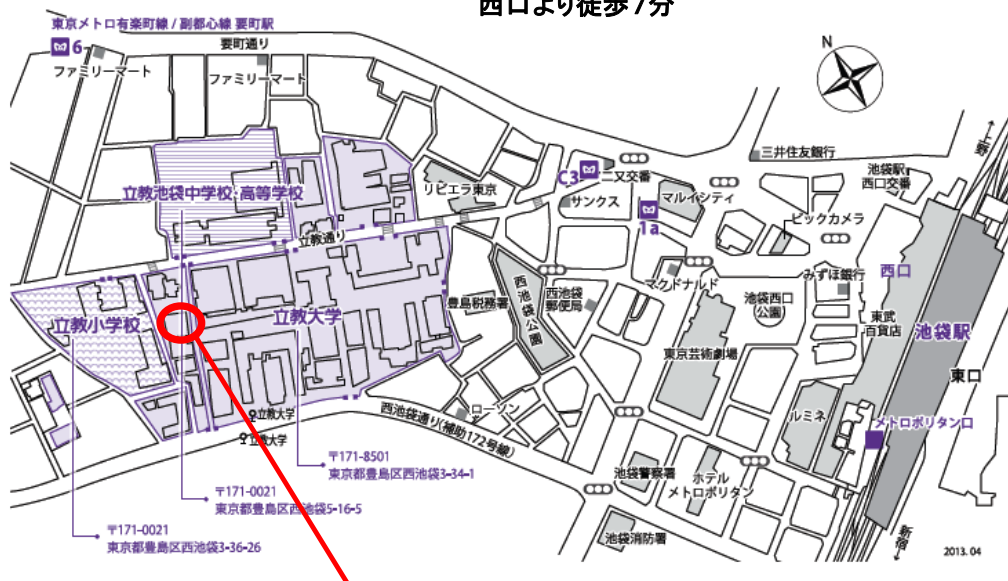 西口より徒歩7分
東京メトロ有楽町線 / 副都心線 要町駅
6
要町通り
ファミリーマート
ファミリーマート
N
上野
三井住友銀行
池袋駅
西口交番
C3
二又交番
リビエラ東京
サンクス
マルイシティ
1a
ビックカメラ
立教池袋中学校・高等学校
立教通り
西口
みずほ銀行
マクドナルド
豊島税務署
西池袋公園
西池袋
郵便局
池袋西口
公園
東武
百貨店
池袋駅
立教小学校
立教大学
東京芸術劇場
東口
ローソン
ルミネ
メトロポリタン口
立教大学
立教大学
西池袋通り(補助172号線)
〒171-8501
東京都豊島区西池袋3-34-1
池袋警察署
ホテル
メトロポリタン
〒171-0021
東京都豊島区西池袋5-16-5
〒171-0021
東京都豊島区西池袋3-36-26
池袋消防署
新宿
2013. 04